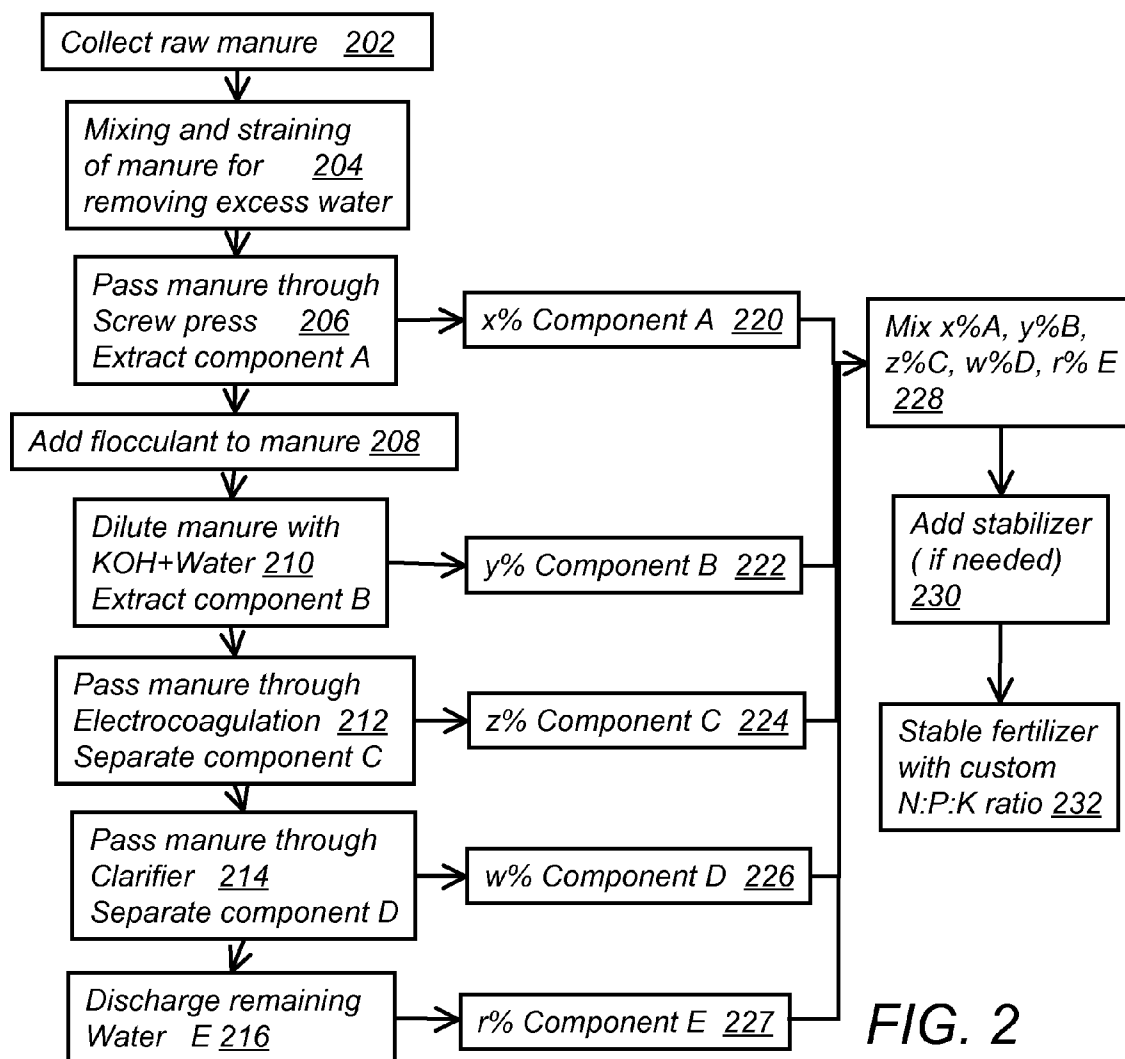 Collect raw manure 202
Mixing and straining
of manure for 204
removing excess water
Pass manure through
Screw press 206
Extract component A
Add flocculant to manure 208
Dilute manure with
KOH+Water 210
Extract component B
Pass manure through
Electrocoagulation 212
Separate component C
Pass manure through
Clarifier 214
Separate component D
Discharge remaining
Water E 216
x% Component A 220
y% Component B 222
z% Component C 224
w% Component D 226
r% Component E 227
Mix x%A, y%B,
z%C, w%D, r% E
228
Add stabilizer
( if needed)
230
Stable fertilizer
with custom
N:P:K ratio 232
FIG. 2